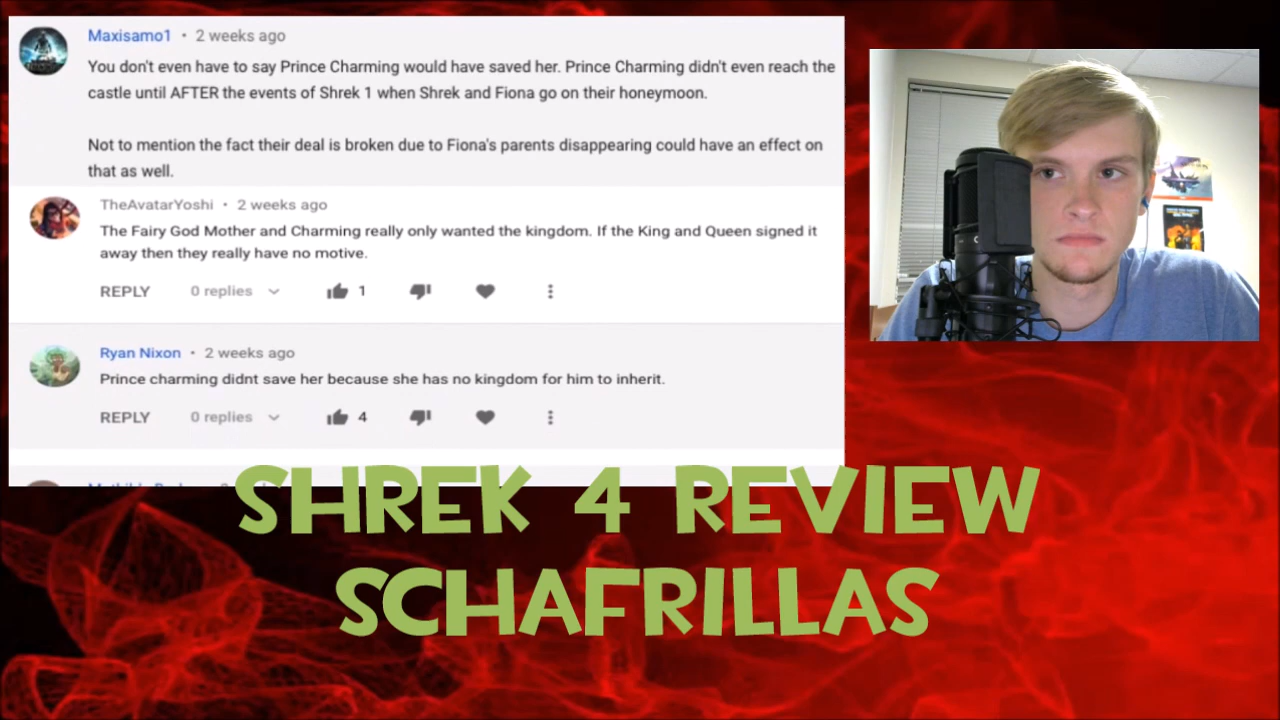 Maxisamo1 • 2 weeks ago
You don't even have to say Prince Charming would have saved her. Prince Charming didn't even reach the
castle until AFTER the events of Shrek 1 when Shrek and Fiona go on their honeymoon.
Not to mention the fact their deal is broken due to Fiona's parents disappearing could have an effect on
that as well.
TheAvatarYoshi • 2 weeks ago
The Fairy God Mother and Charming really only wanted the kingdom. If the King and Queen signed it
away then they really have no motive.
REPLY 0 replies 1
Ryan Nixon • 2 weeks ago
Prince charming didnt save her because she has no kingdom for him to inherit.
REPLY 0 replies 4
SHREK 4 REVIEW
SCHAFRILLAS